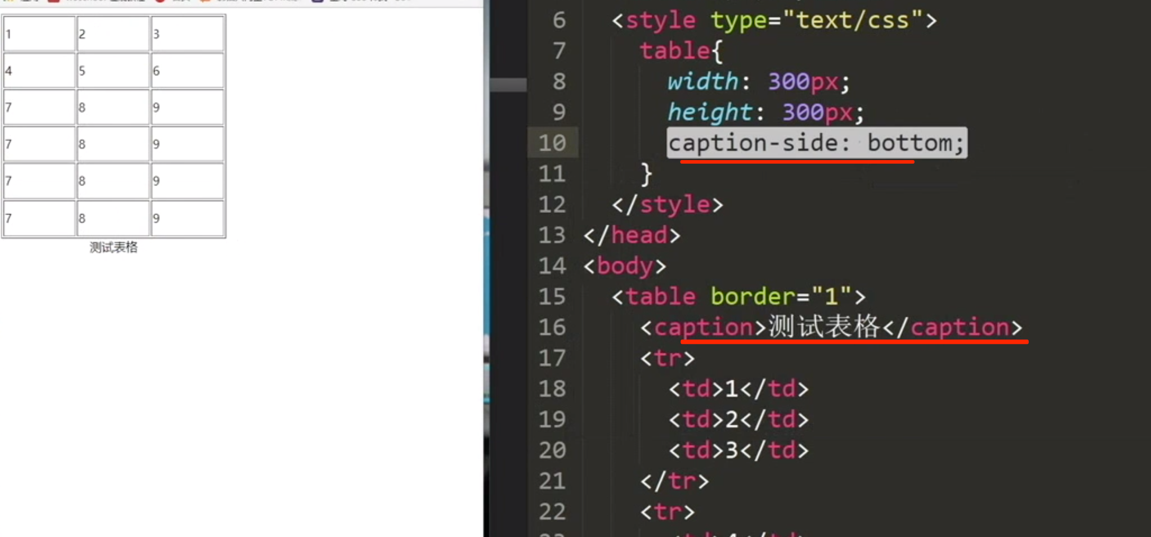 1 2 3
4 5 6
7 8 9
7 8 9
7 8 9
7 8 9
测试表格
6 <style type="text/css">
7 table{
8 width: 300px;
9 height: 300px;
10 caption-side: bottom;
11 }
12 </style>
13 </head>
14 <body>
15 <table border="1">
16 <caption>测试表格</caption>
17 <tr>
18 <td>1</td>
19 <td>2</td>
20 <td>3</td>
21 </tr>
22 <tr>